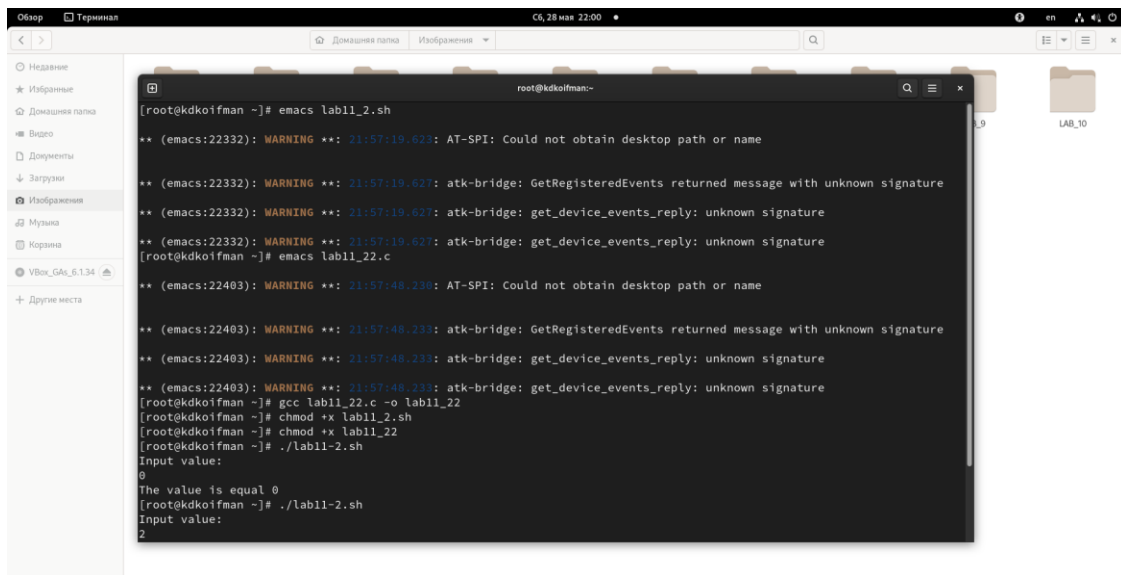 Обзор Терминал Сб, 28 мая 22:00 en
Домашняя папка Изображения
Недавние
Избранные
Домашняя папка
Видео
Документы
Загрузки
Изображения
Музыка
Корзина
VBox_GAs_6.1.34
Другие места
_9 LAB_10
root@kdkoifman:~
[root@kdkoifman ~]# emacs lab11_2.sh
** (emacs:22332): WARNING **: 21:57:19.623: AT-SPI: Could not obtain desktop path or name
** (emacs:22332): WARNING **: 21:57:19.627: atk-bridge: GetRegisteredEvents returned message with unknown signature
** (emacs:22332): WARNING **: 21:57:19.627: atk-bridge: get_device_events_reply: unknown signature
** (emacs:22332): WARNING **: 21:57:19.627: atk-bridge: get_device_events_reply: unknown signature
[root@kdkoifman ~]# emacs lab11_22.c
** (emacs:22403): WARNING **: 21:57:48.230: AT-SPI: Could not obtain desktop path or name
** (emacs:22403): WARNING **: 21:57:48.233: atk-bridge: GetRegisteredEvents returned message with unknown signature
** (emacs:22403): WARNING **: 21:57:48.233: atk-bridge: get_device_events_reply: unknown signature
** (emacs:22403): WARNING **: 21:57:48.233: atk-bridge: get_device_events_reply: unknown signature
[root@kdkoifman ~]# gcc lab11_22.c -o lab11_22
[root@kdkoifman ~]# chmod +x lab11_2.sh
[root@kdkoifman ~]# chmod +x lab11_22
[root@kdkoifman ~]# ./lab11-2.sh
Input value:
0
The value is equal 0
[root@kdkoifman ~]# ./lab11-2.sh
Input value:
2